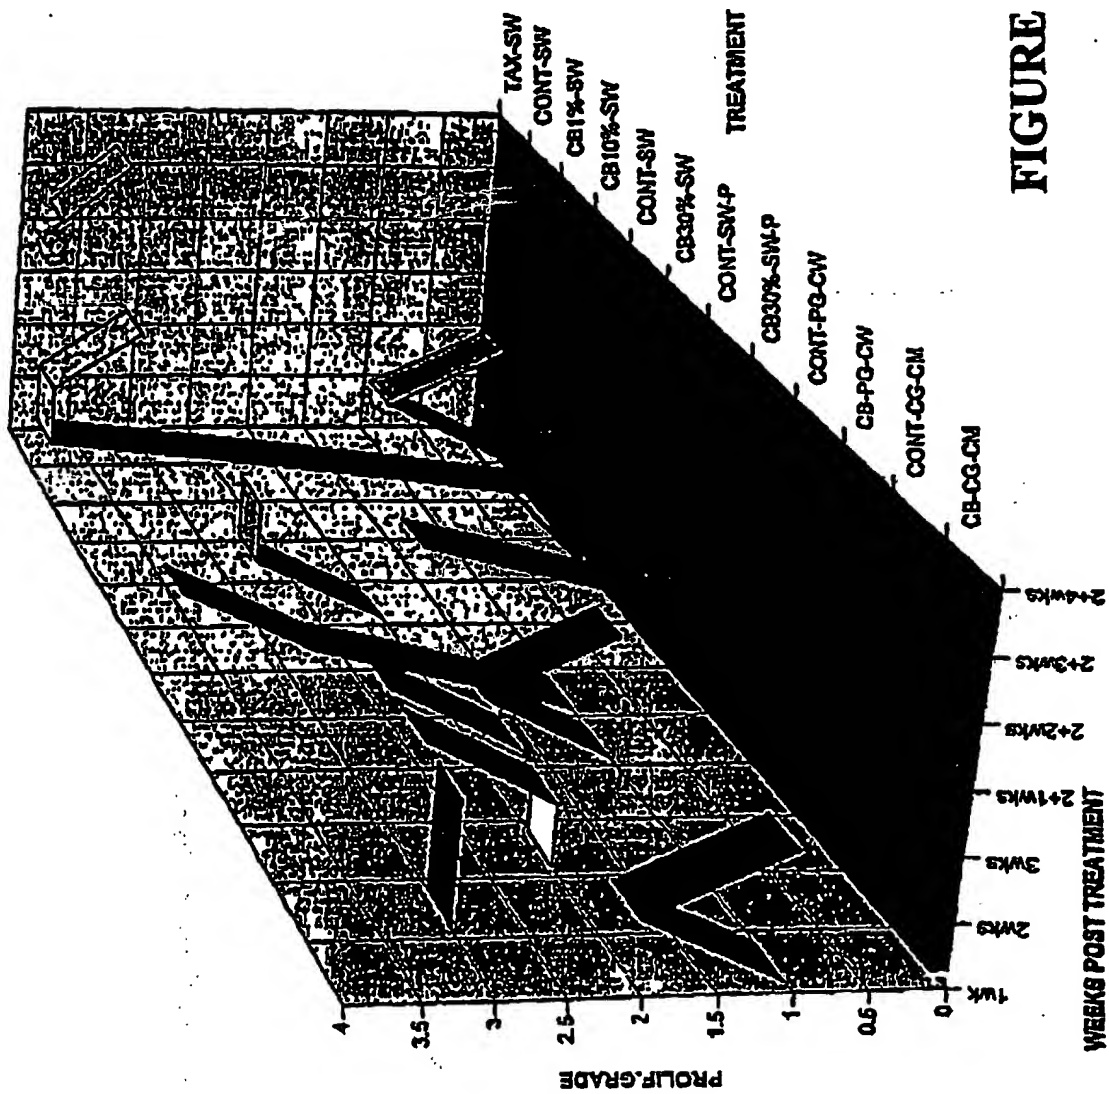 PROLIF.GRADE
4
3.5
3
2.5
2
1.5
1
0.5
0
1wk
2wks
3wks
2+1wks
2+2wks
2+3wks
2+4wks
WEEKS POST TREATMENT
TAX-SW
CONT-SW
CB1%-SW
CB10%-SW
CONT-SW
CB30%-SW
CONT-SW-P
CB30%-SW-P
CONT-PG-CW
CB-PG-CW
CONT-CG-CM
CB-CG-CM
TREATMENT
FIGURE